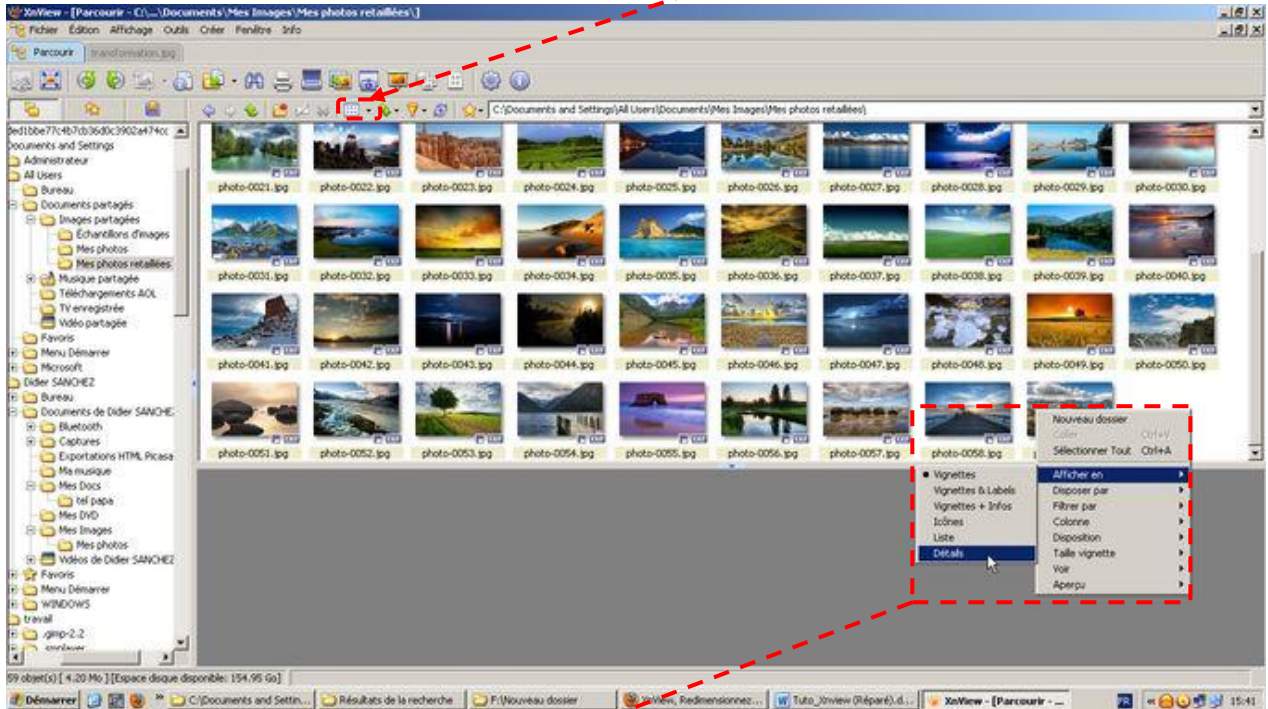 XnView - [Parcourir - C:\...\Documents\Mes Images\Mes photos retaillées\]
Fichier Édition Affichage Outils Créer Fenêtre Info
Parcourir transformation.jpg
C:\Documents and Settings\All Users\Documents\Mes Images\Mes photos retaillées\
Documents and Settings
Administrateur
All Users
Bureau
Documents partagés
Images partagées
Échantillons d'images
Mes photos
Mes photos retaillées
Musique partagée
Téléchargements AOL
TV enregistrée
Vidéo partagée
Favoris
Menu Démarrer
Microsoft
Didier SANCHEZ
Bureau
Documents de Didier SANCHE
Bluetooth
Captures
Exportations HTML Picasa
Ma musique
Mes Docs
tel papa
Mes DVD
Mes Images
Mes photos
Vidéos de Didier SANCHEZ
Favoris
Menu Démarrer
WINDOWS
travail
.gimp-2.2
photo-0021.jpg photo-0022.jpg photo-0023.jpg photo-0024.jpg photo-0025.jpg photo-0026.jpg photo-0027.jpg photo-0028.jpg photo-0029.jpg photo-0030.jpg
photo-0031.jpg photo-0032.jpg photo-0033.jpg photo-0034.jpg photo-0035.jpg photo-0036.jpg photo-0037.jpg photo-0038.jpg photo-0039.jpg photo-0040.jpg
photo-0041.jpg photo-0042.jpg photo-0043.jpg photo-0044.jpg photo-0045.jpg photo-0046.jpg photo-0047.jpg photo-0048.jpg photo-0049.jpg photo-0050.jpg
photo-0051.jpg photo-0052.jpg photo-0053.jpg photo-0054.jpg photo-0055.jpg photo-0056.jpg photo-0057.jpg photo-0058.jpg
Nouveau dossier
Coller Ctrl+V
Sélectionner Tout Ctrl+A
Afficher en
Disposer par
Filtrer par
Colonne
Disposition
Taille vignette
Voir
Aperçu
Vignettes
Vignettes & Labels
Vignettes + Infos
Icônes
Liste
Détails
59 objet(s) [ 4.20 Mo ] [Espace disque disponible: 154.95 Go]
Démarrer » C:\Documents and Settin... Résultats de la recherche F:\Nouveau dossier XnView, Redimensionnez... Tuto_Xnview (Réparé).d... XnView - [Parcourir - ... FR « 15:41